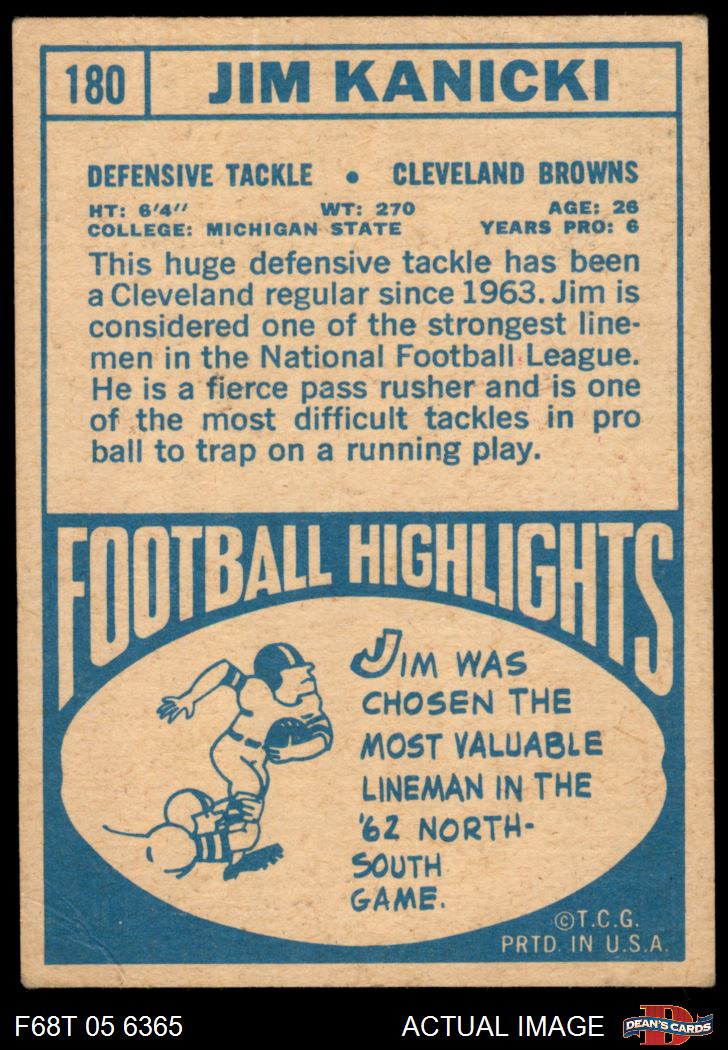 180
JIM KANICKI
DEFENSIVE TACKLE • CLEVELAND BROWNS
HT: 6'4" WT: 270 AGE: 26
COLLEGE: MICHIGAN STATE YEARS PRO: 6
This huge defensive tackle has been
a Cleveland regular since 1963. Jim is
considered one of the strongest line-
men in the National Football League.
He is a fierce pass rusher and is one
of the most difficult tackles in pro
ball to trap on a running play.
FOOTBALL HIGHLIGHTS
JIM WAS
CHOSEN THE
MOST VALUABLE
LINEMAN IN THE
'62 NORTH-
SOUTH
GAME.
©T.C.G.
PRTD. IN U.S.A.
F68T 05 6365 ACTUAL IMAGE
D
DEAN'S CARDS